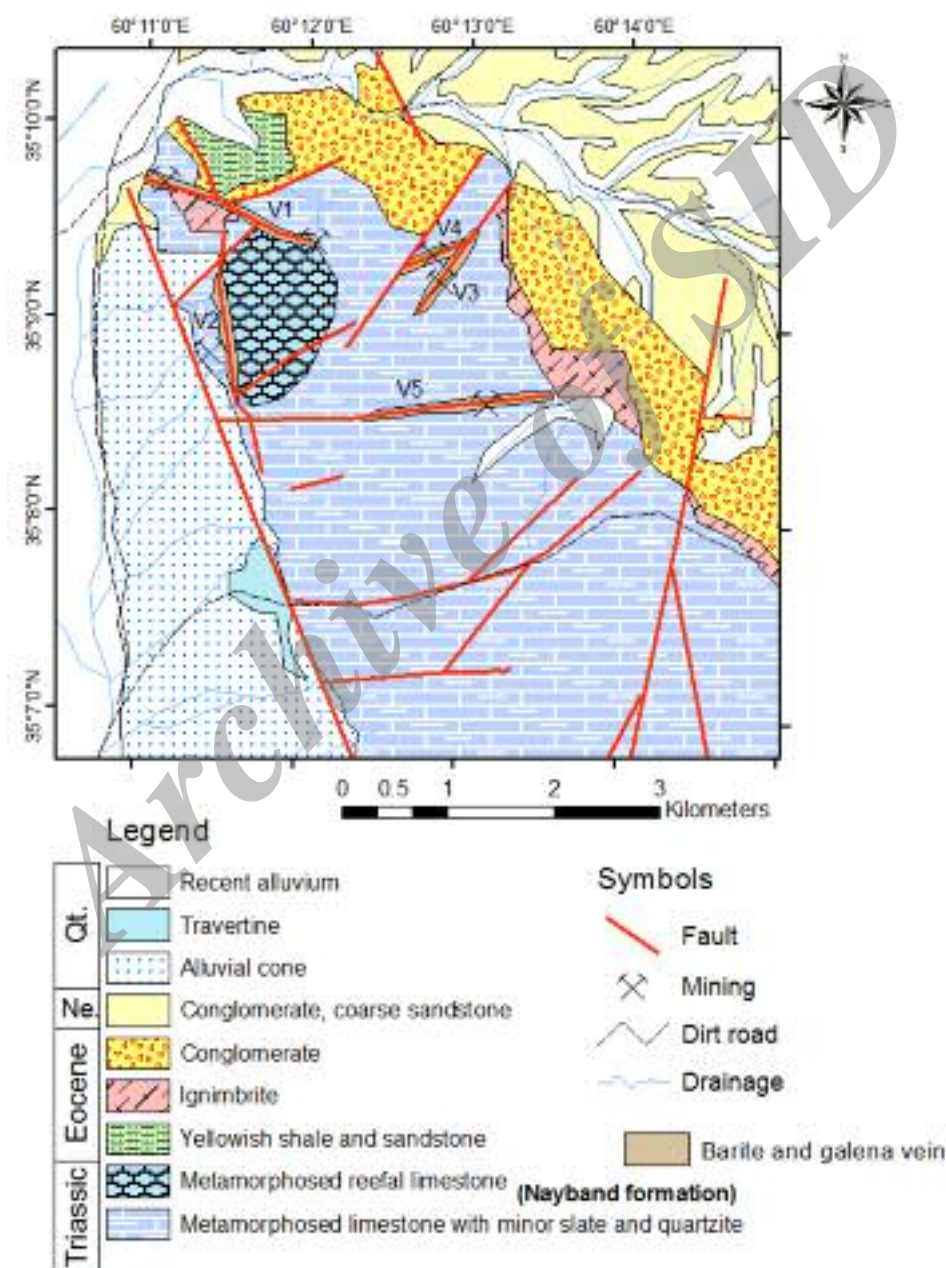 60°11'0"E 60°12'0"E 60°13'0"E 60°14'0"E
35°10'0"N
35°9'0"N
35°8'0"N
35°7'0"N
V1
V4
V3
V2
V5
Archive of SID
0 0.5 1 2 3
Kilometers
Legend
Qt.
Recent alluvium
Travertine
Alluvial cone
Ne.
Conglomerate, coarse sandstone
Eocene
Conglomerate
Ignimbrite
Yellowish shale and sandstone
Triassic
Metamorphosed reefal limestone
(Nayband formation)
Metamorphosed limestone with minor slate and quartzite
Symbols
Fault
Mining
Dirt road
Drainage
Barite and galena vein